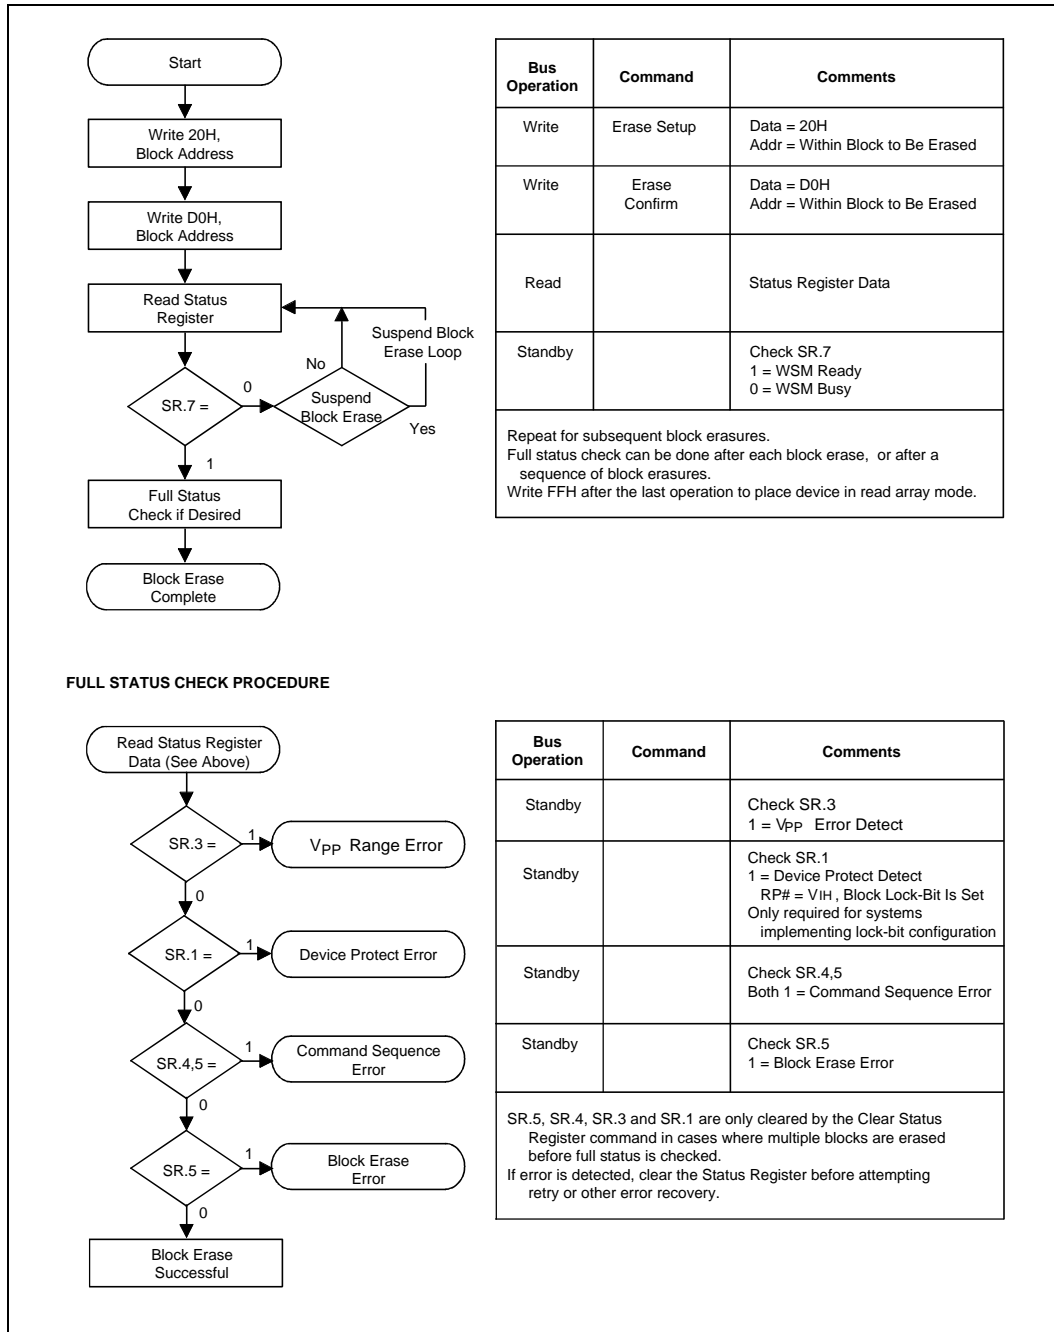 Start
Write 20H,
Block Address
Write D0H,
Block Address
Read Status
Register
Suspend Block
Erase Loop
No
0
SR.7 =
Suspend
Block Erase
Yes
1
Full Status
Check if Desired
Block Erase
Complete
Bus
Operation
Command
Comments
Write
Erase Setup
Data = 20H
Addr = Within Block to Be Erased
Write
Erase
Confirm
Data = D0H
Addr = Within Block to Be Erased
Read
Status Register Data
Standby
Check SR.7
1 = WSM Ready
0 = WSM Busy
Repeat for subsequent block erasures.
Full status check can be done after each block erase, or after a
sequence of block erasures.
Write FFH after the last operation to place device in read array mode.
FULL STATUS CHECK PROCEDURE
Read Status Register
Data (See Above)
SR.3 =
1
VPP Range Error
0
SR.1 =
1
Device Protect Error
0
SR.4,5 =
1
Command Sequence
Error
0
SR.5 =
1
Block Erase
Error
0
Block Erase
Successful
Bus
Operation
Command
Comments
Standby
Check SR.3
1 = VPP Error Detect
Standby
Check SR.1
1 = Device Protect Detect
RP# = VIH, Block Lock-Bit Is Set
Only required for systems
implementing lock-bit configuration
Standby
Check SR.4,5
Both 1 = Command Sequence Error
Standby
Check SR.5
1 = Block Erase Error
SR.5, SR.4, SR.3 and SR.1 are only cleared by the Clear Status
Register command in cases where multiple blocks are erased
before full status is checked.
If error is detected, clear the Status Register before attempting
retry or other error recovery.